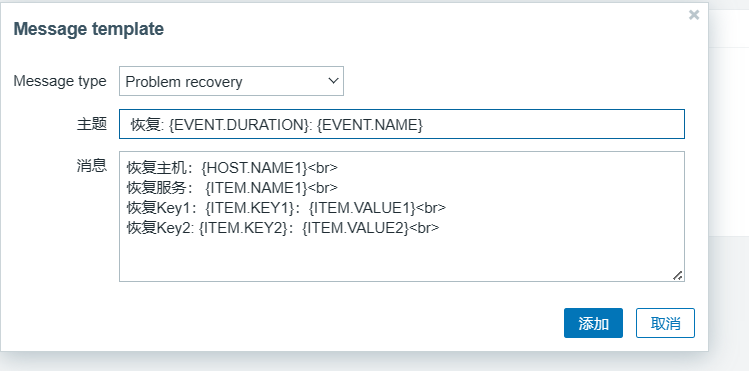 Message template
Message type Problem recovery
主题 恢复: {EVENT.DURATION}: {EVENT.NAME}
消息
恢复主机：{HOST.NAME1}<br>
恢复服务： {ITEM.NAME1}<br>
恢复Key1：{ITEM.KEY1}：{ITEM.VALUE1}<br>
恢复Key2: {ITEM.KEY2}：{ITEM.VALUE2}<br>
添加 取消